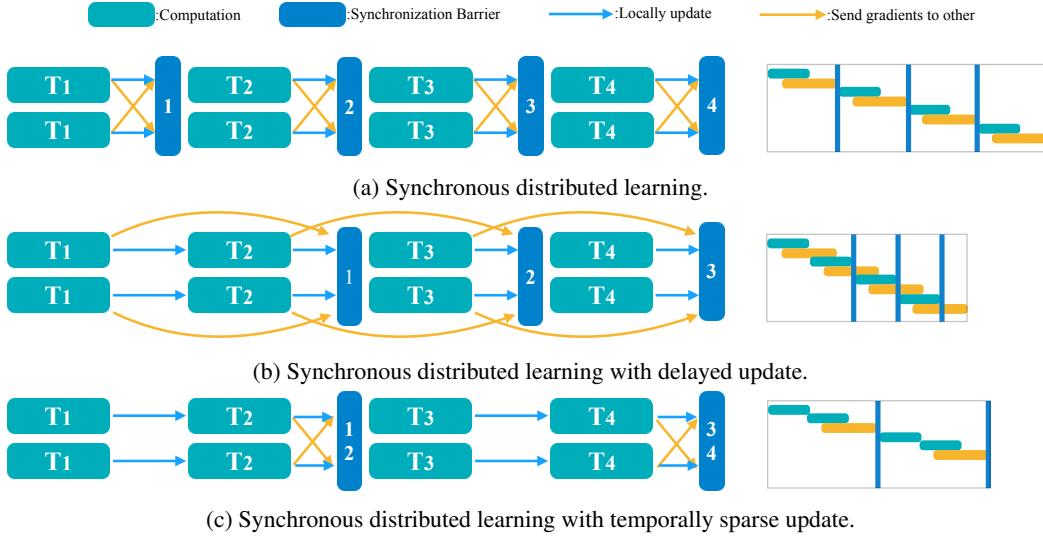 :Computation :Synchronization Barrier :Locally update :Send gradients to other
T1 T2 T3 T4
1 2 3 4
T1 T2 T3 T4
(a) Synchronous distributed learning.
T1 T2 T3 T4
1 2 3
T1 T2 T3 T4
(b) Synchronous distributed learning with delayed update.
T1 T2 T3 T4
1 3
2 4
T1 T2 T3 T4
(c) Synchronous distributed learning with temporally sparse update.